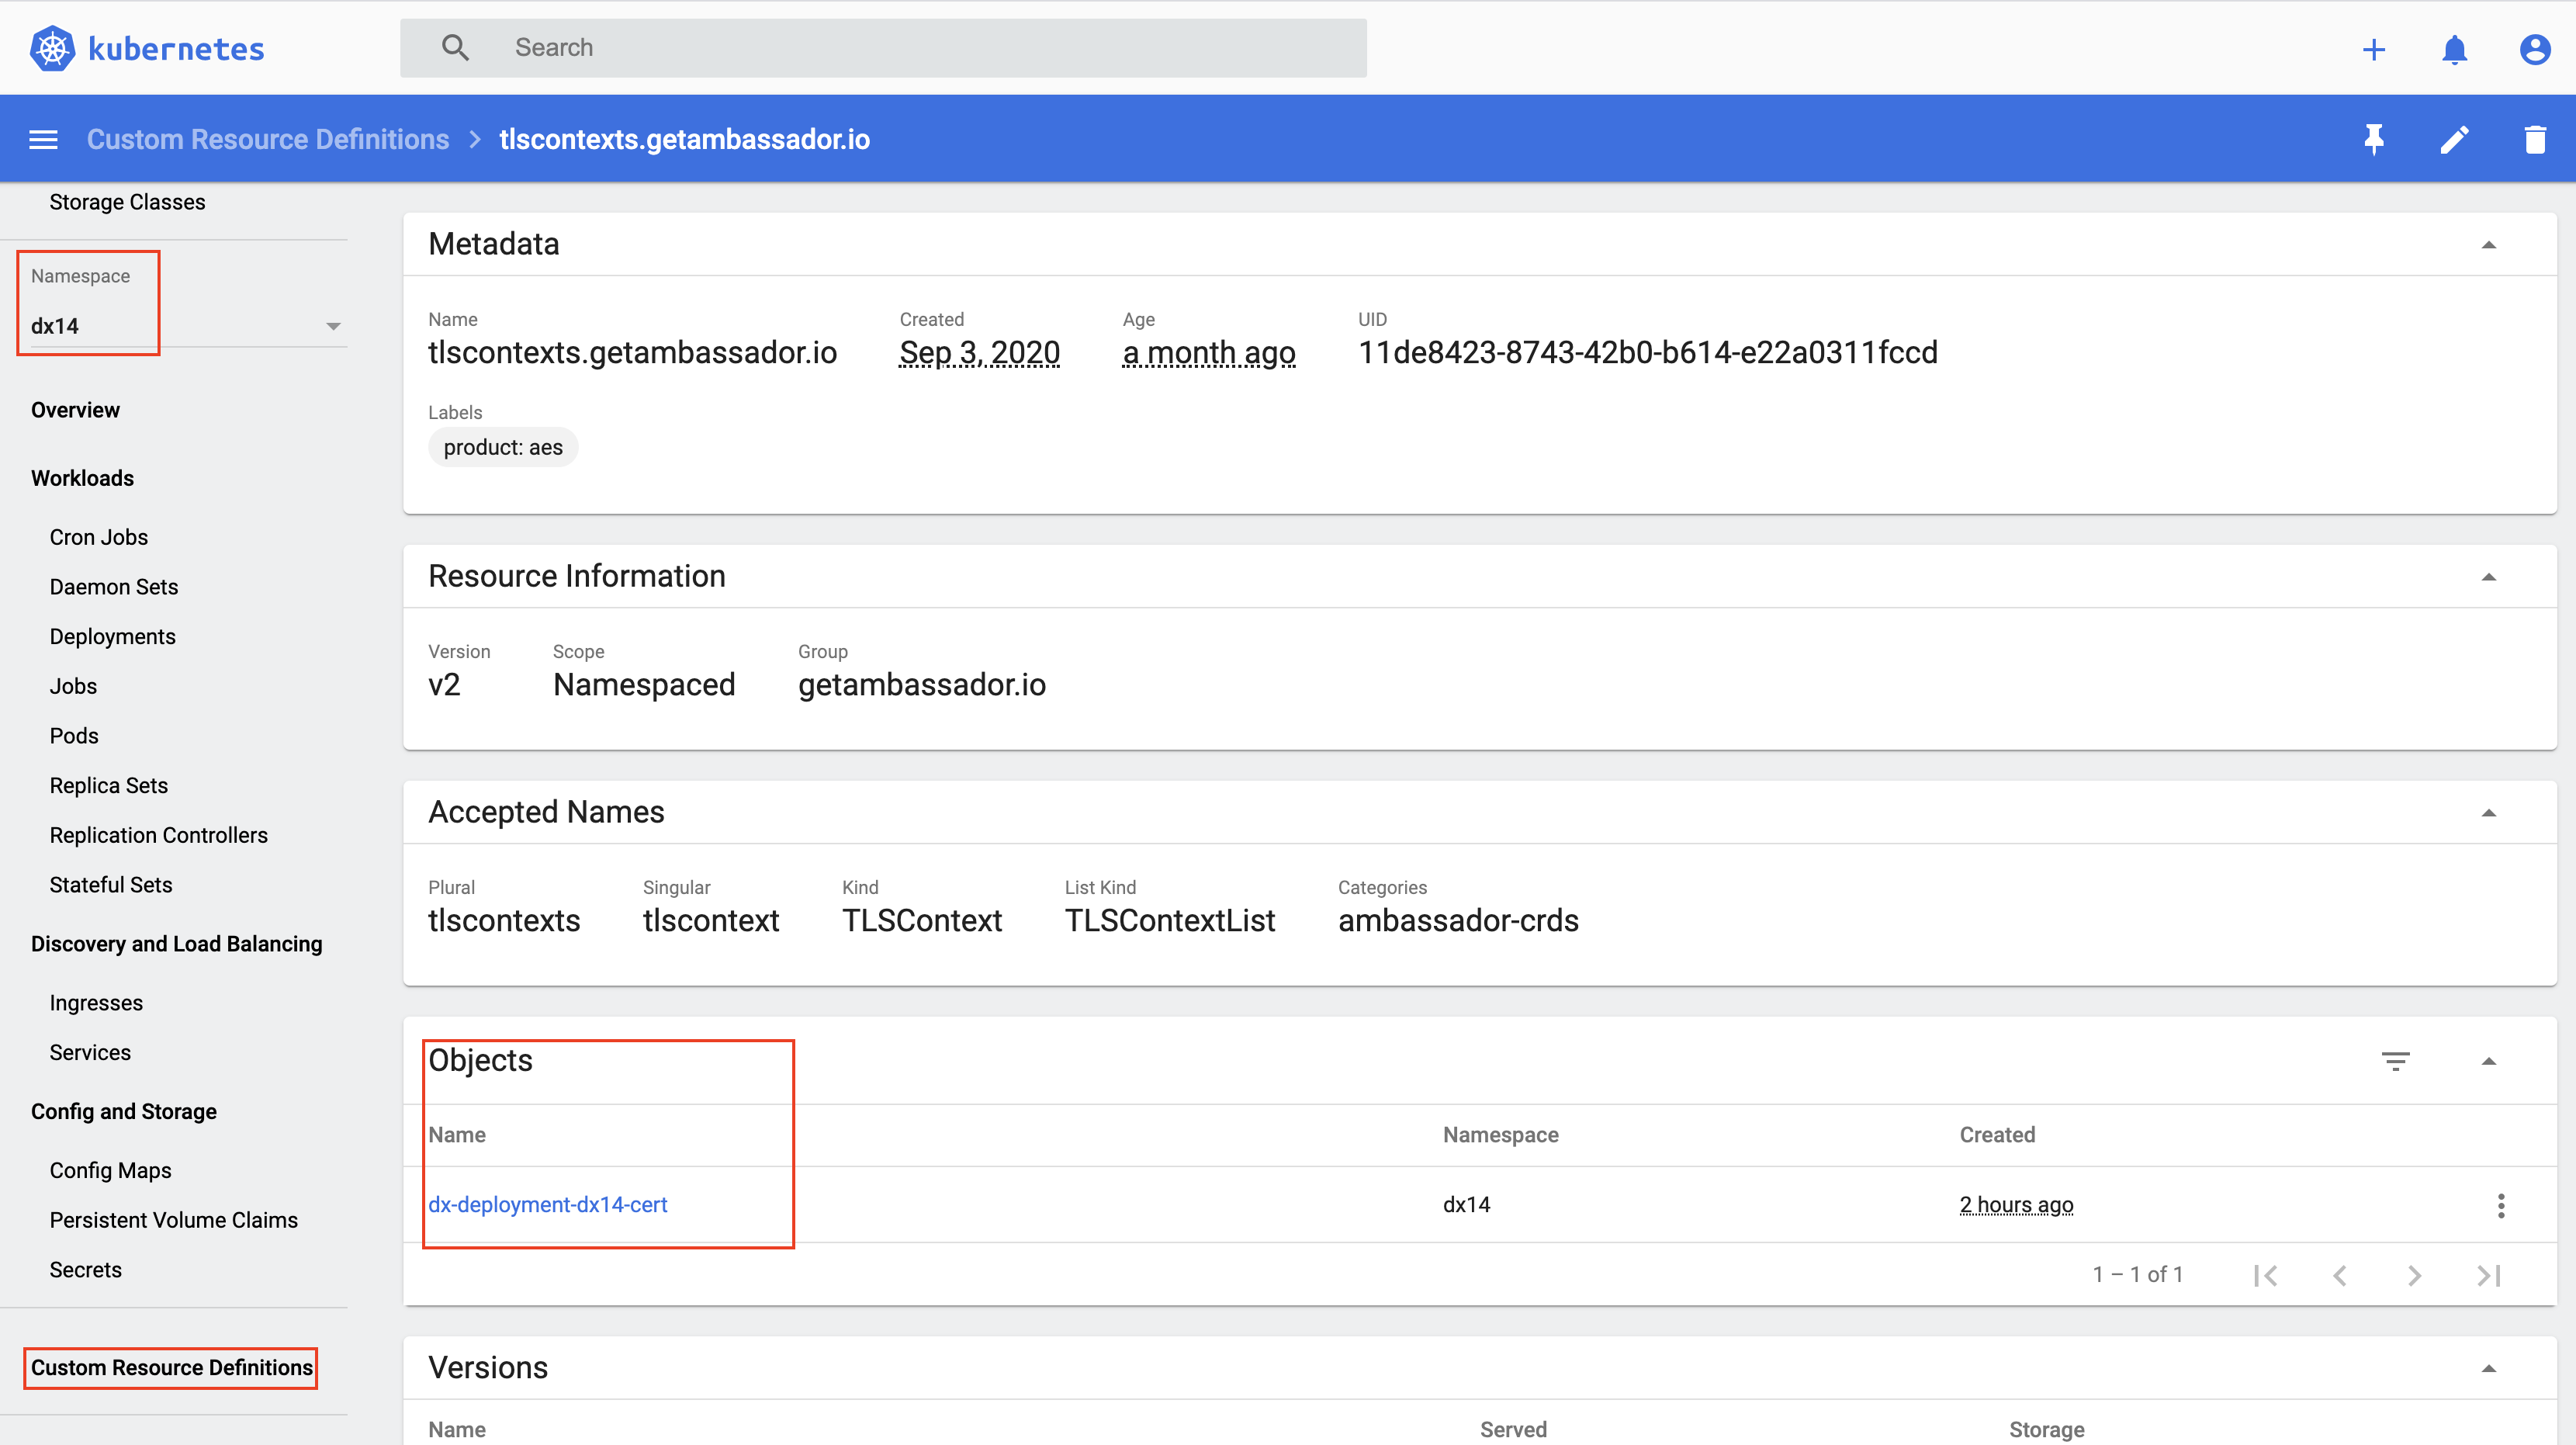 kubernetes
Search
Custom Resource Definitions > tlscontexts.getambassador.io
Storage Classes
Namespace
dx14
Overview
Workloads
Cron Jobs
Daemon Sets
Deployments
Jobs
Pods
Replica Sets
Replication Controllers
Stateful Sets
Discovery and Load Balancing
Ingresses
Services
Config and Storage
Config Maps
Persistent Volume Claims
Secrets
Custom Resource Definitions
Metadata
Name Created Age UID
tlscontexts.getambassador.io Sep 3, 2020 a month ago 11de8423-8743-42b0-b614-e22a0311fccd
Labels
product: aes
Resource Information
Version Scope Group
v2 Namespaced getambassador.io
Accepted Names
Plural Singular Kind List Kind Categories
tlscontexts tlscontext TLSContext TLSContextList ambassador-crds
Objects
Name Namespace Created
dx-deployment-dx14-cert dx14 2 hours ago
1 – 1 of 1
Versions
Name Served Storage